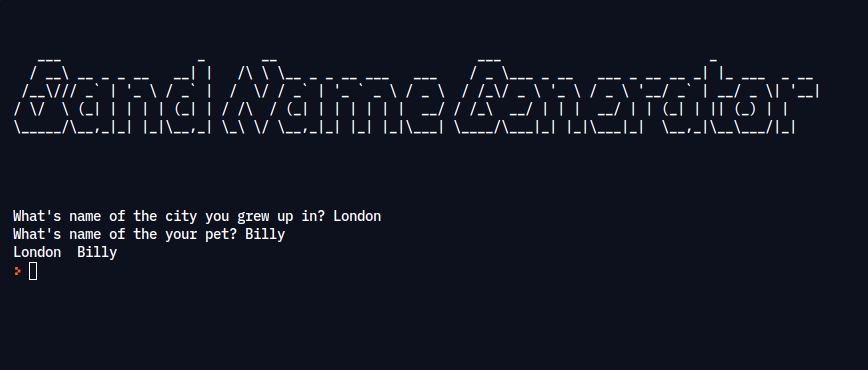 Band Name Generator
What's name of the city you grew up in? London
What's name of the your pet? Billy
London  Billy
>